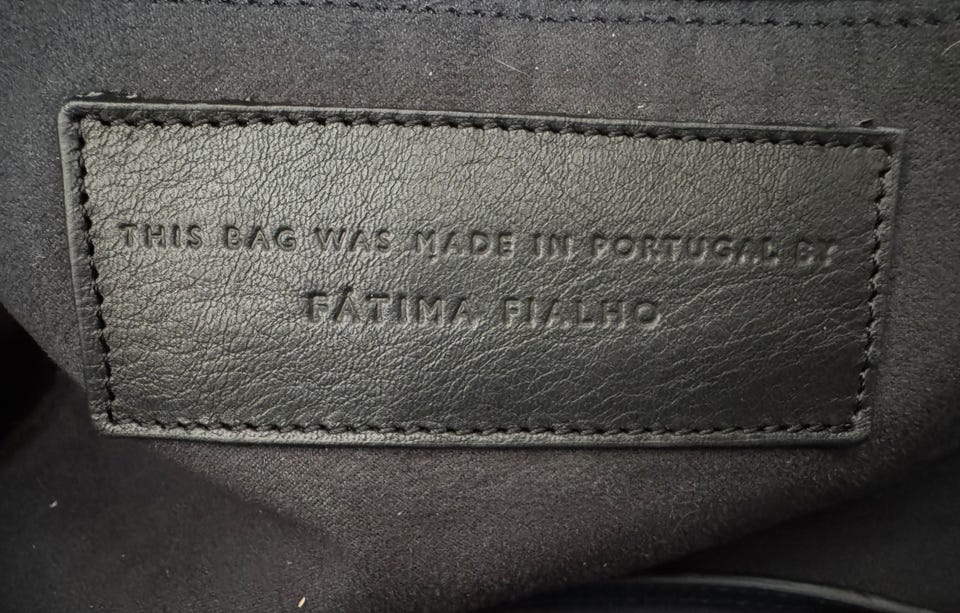 THIS BAG WAS MADE IN PORTUGAL BY
FÁTIMA FIALHO